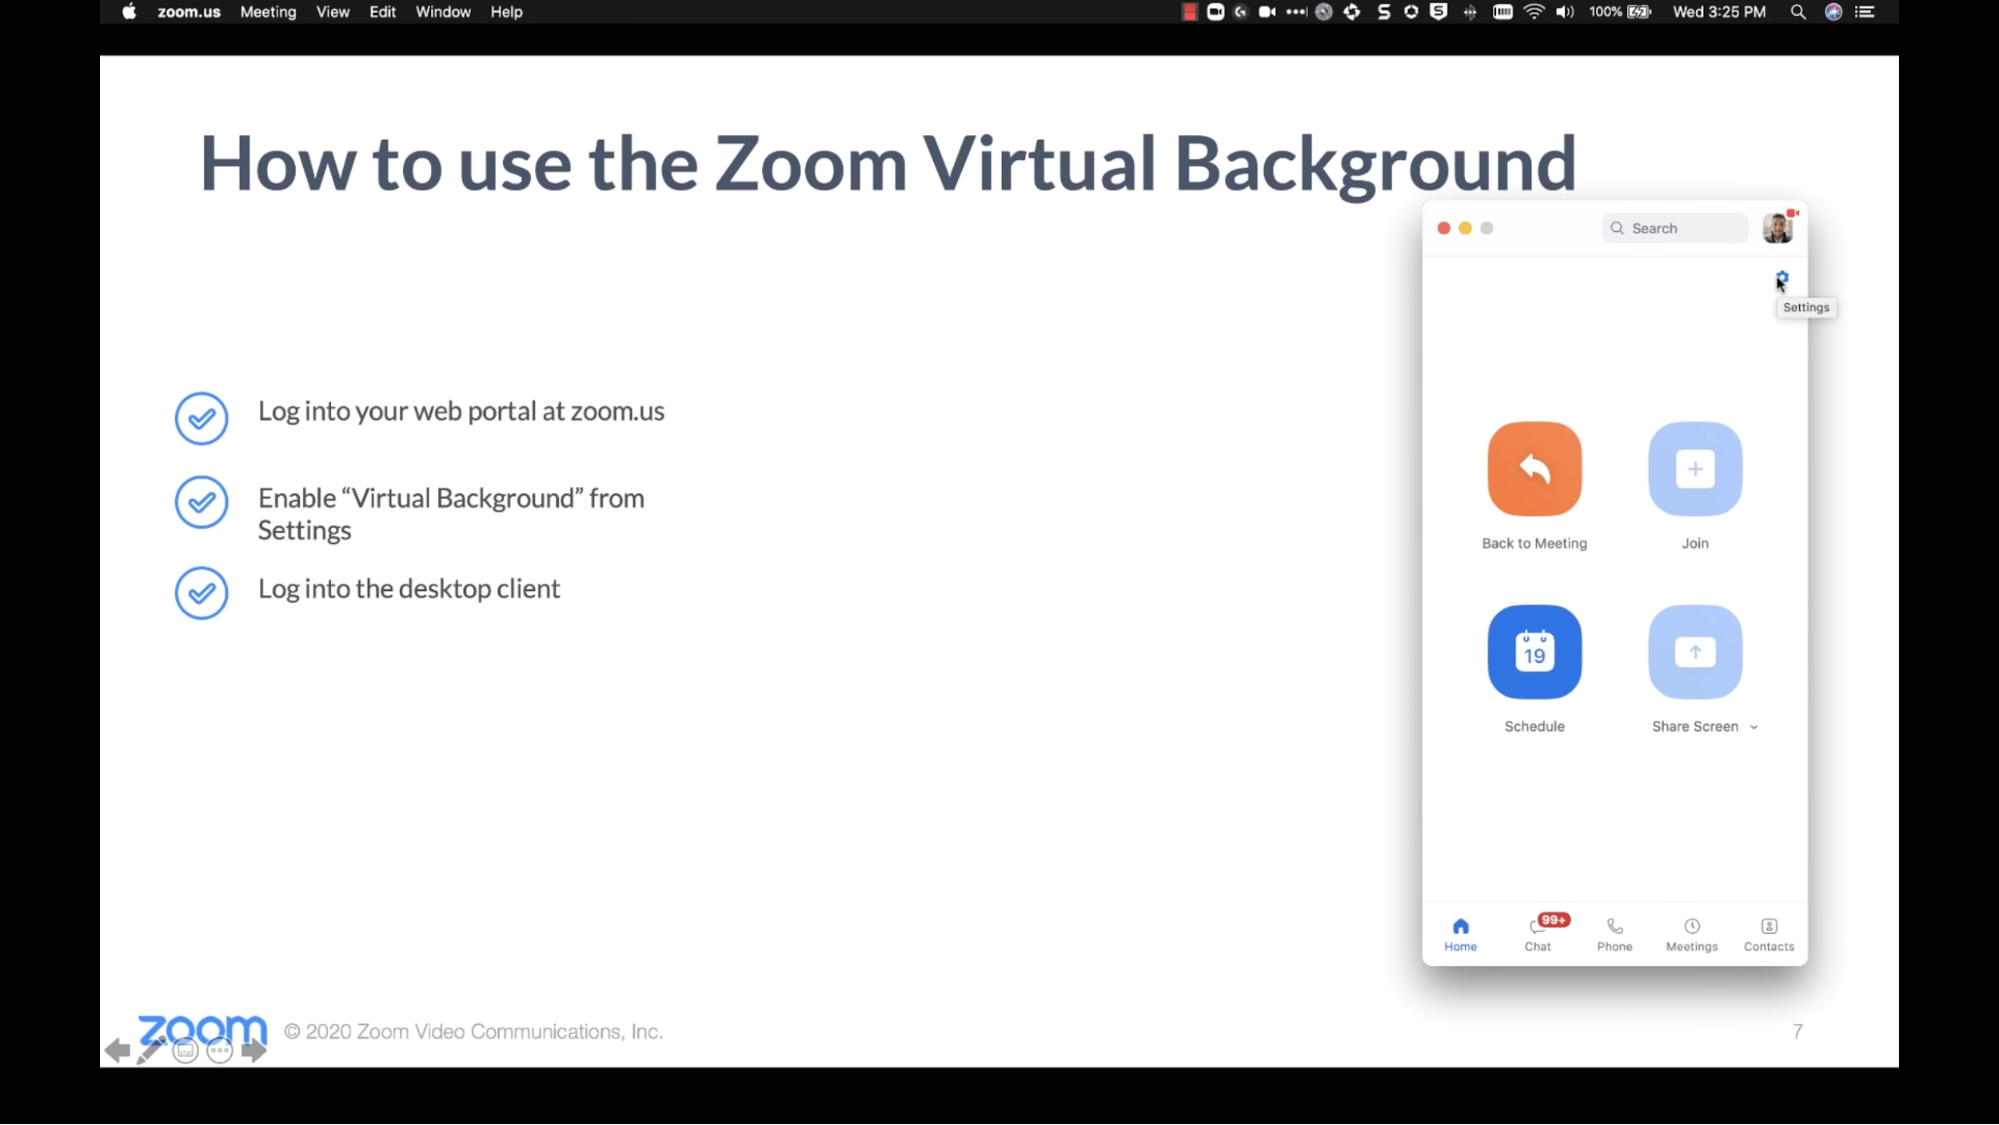 zoom.us Meeting View Edit Window Help 100% Wed 3:25 PM
How to use the Zoom Virtual Background
Search
Settings
Log into your web portal at zoom.us
Enable “Virtual Background” from
Settings
Log into the desktop client
Back to Meeting Join
19
Schedule Share Screen
99+
Home Chat Phone Meetings Contacts
zoom © 2020 Zoom Video Communications, Inc. 7